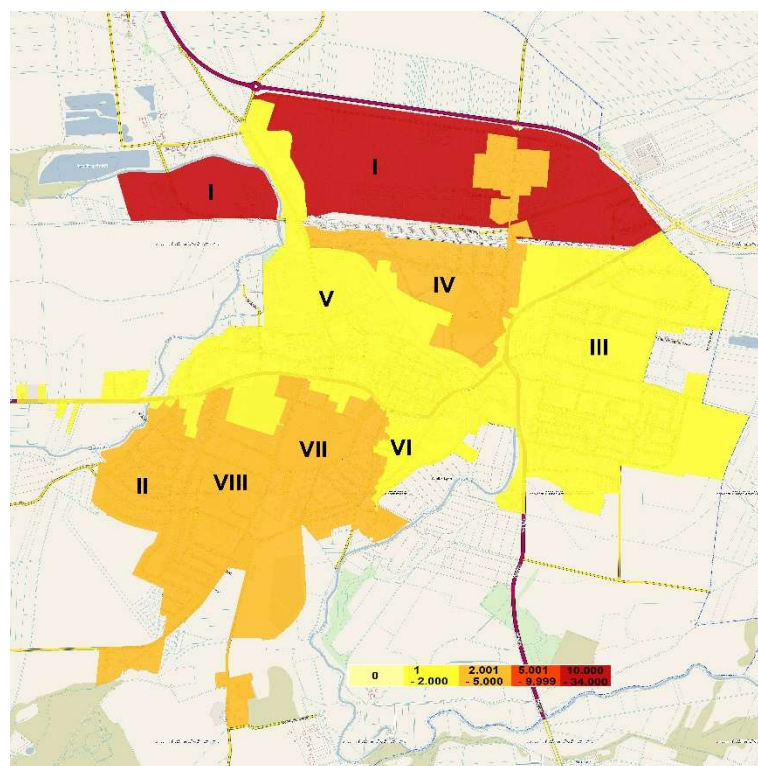 I
I
IV
V
III
VII
VI
II
VIII
0
1
- 2.000
2.001
- 5.000
5.001
- 9.999
10.000
- 34.000